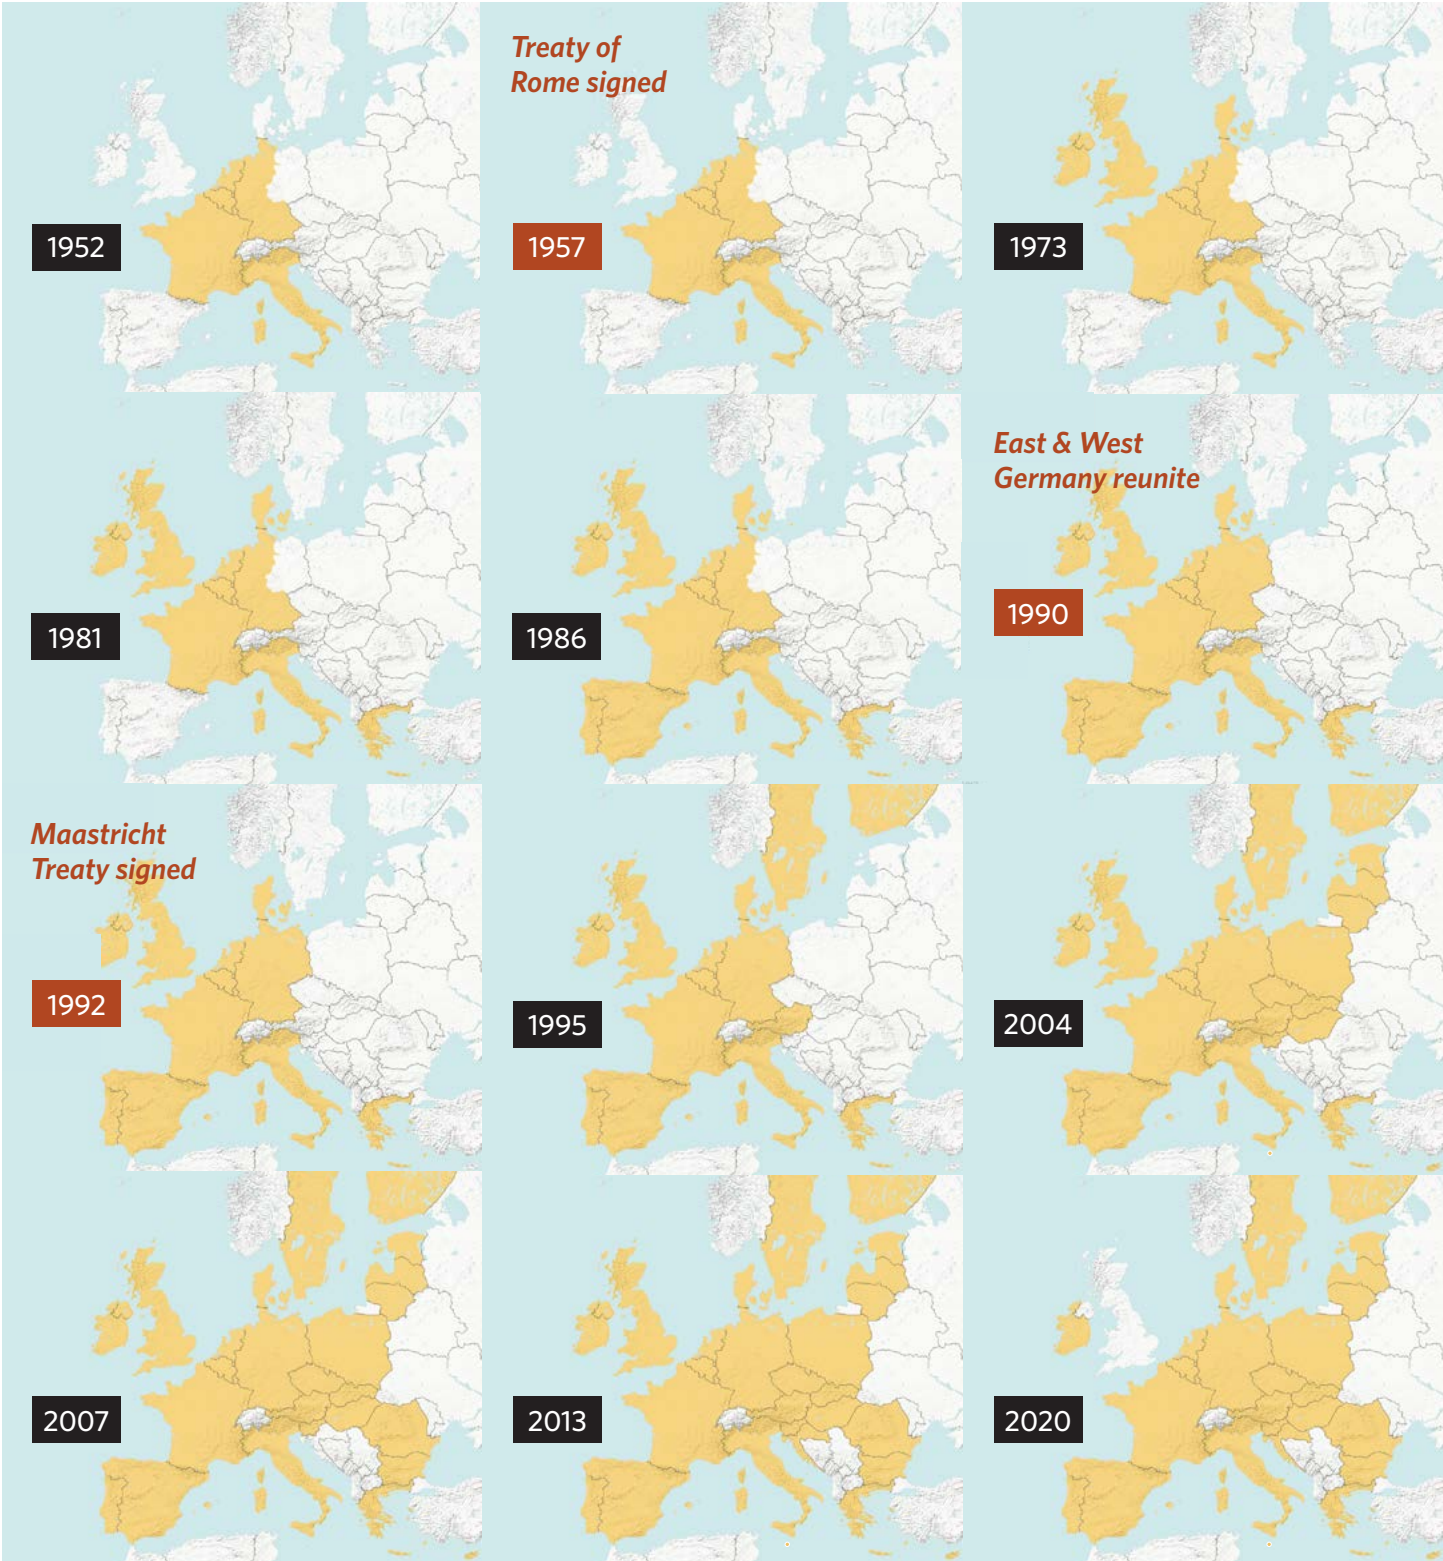 1952
Treaty of
Rome signed
1957
1973
1981
1986
East & West
Germany reunite
1990
Maastricht
Treaty signed
1992
1995
2004
2007
2013
2020